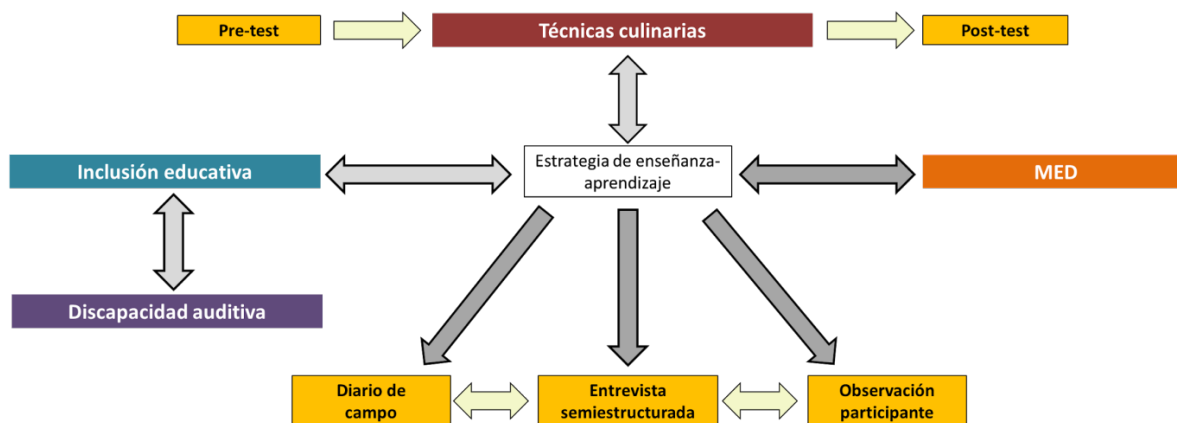 Pre-test
Técnicas culinarias
Post-test
Estrategia de enseñanza-
aprendizaje
Inclusión educativa
MED
Discapacidad auditiva
Diario de
campo
Entrevista
semiestructurada
Observación
participante